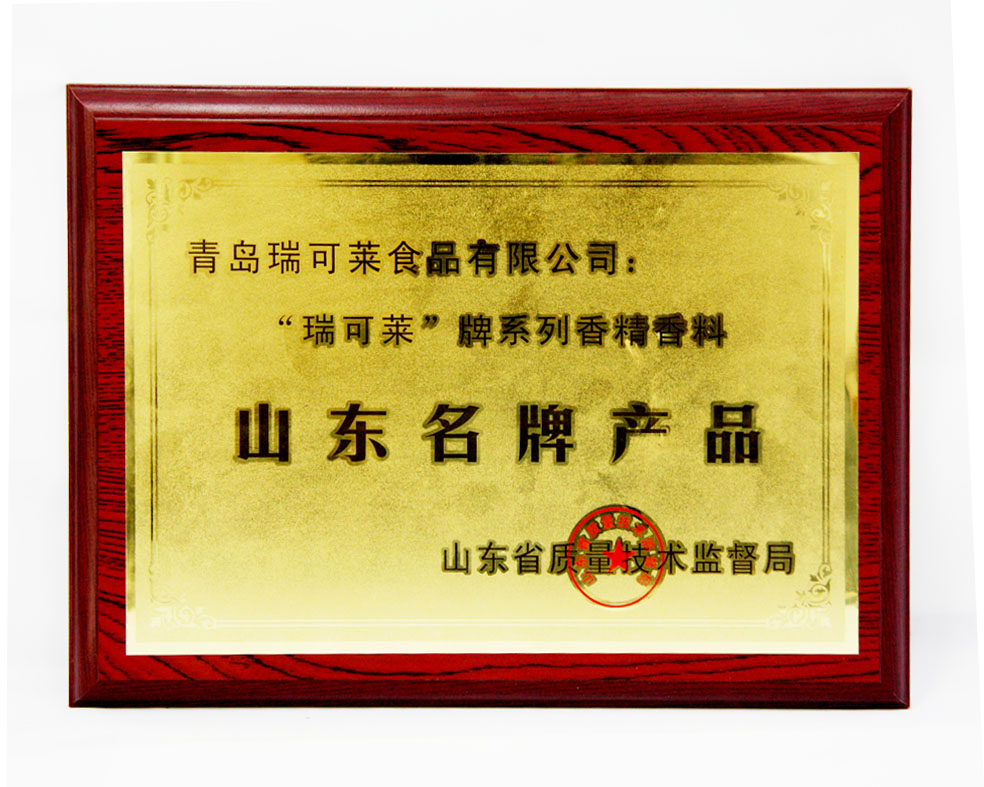 青岛瑞可莱食品有限公司：
“瑞可莱”牌系列香精香料
山东名牌产品
山东省质量技术监督局